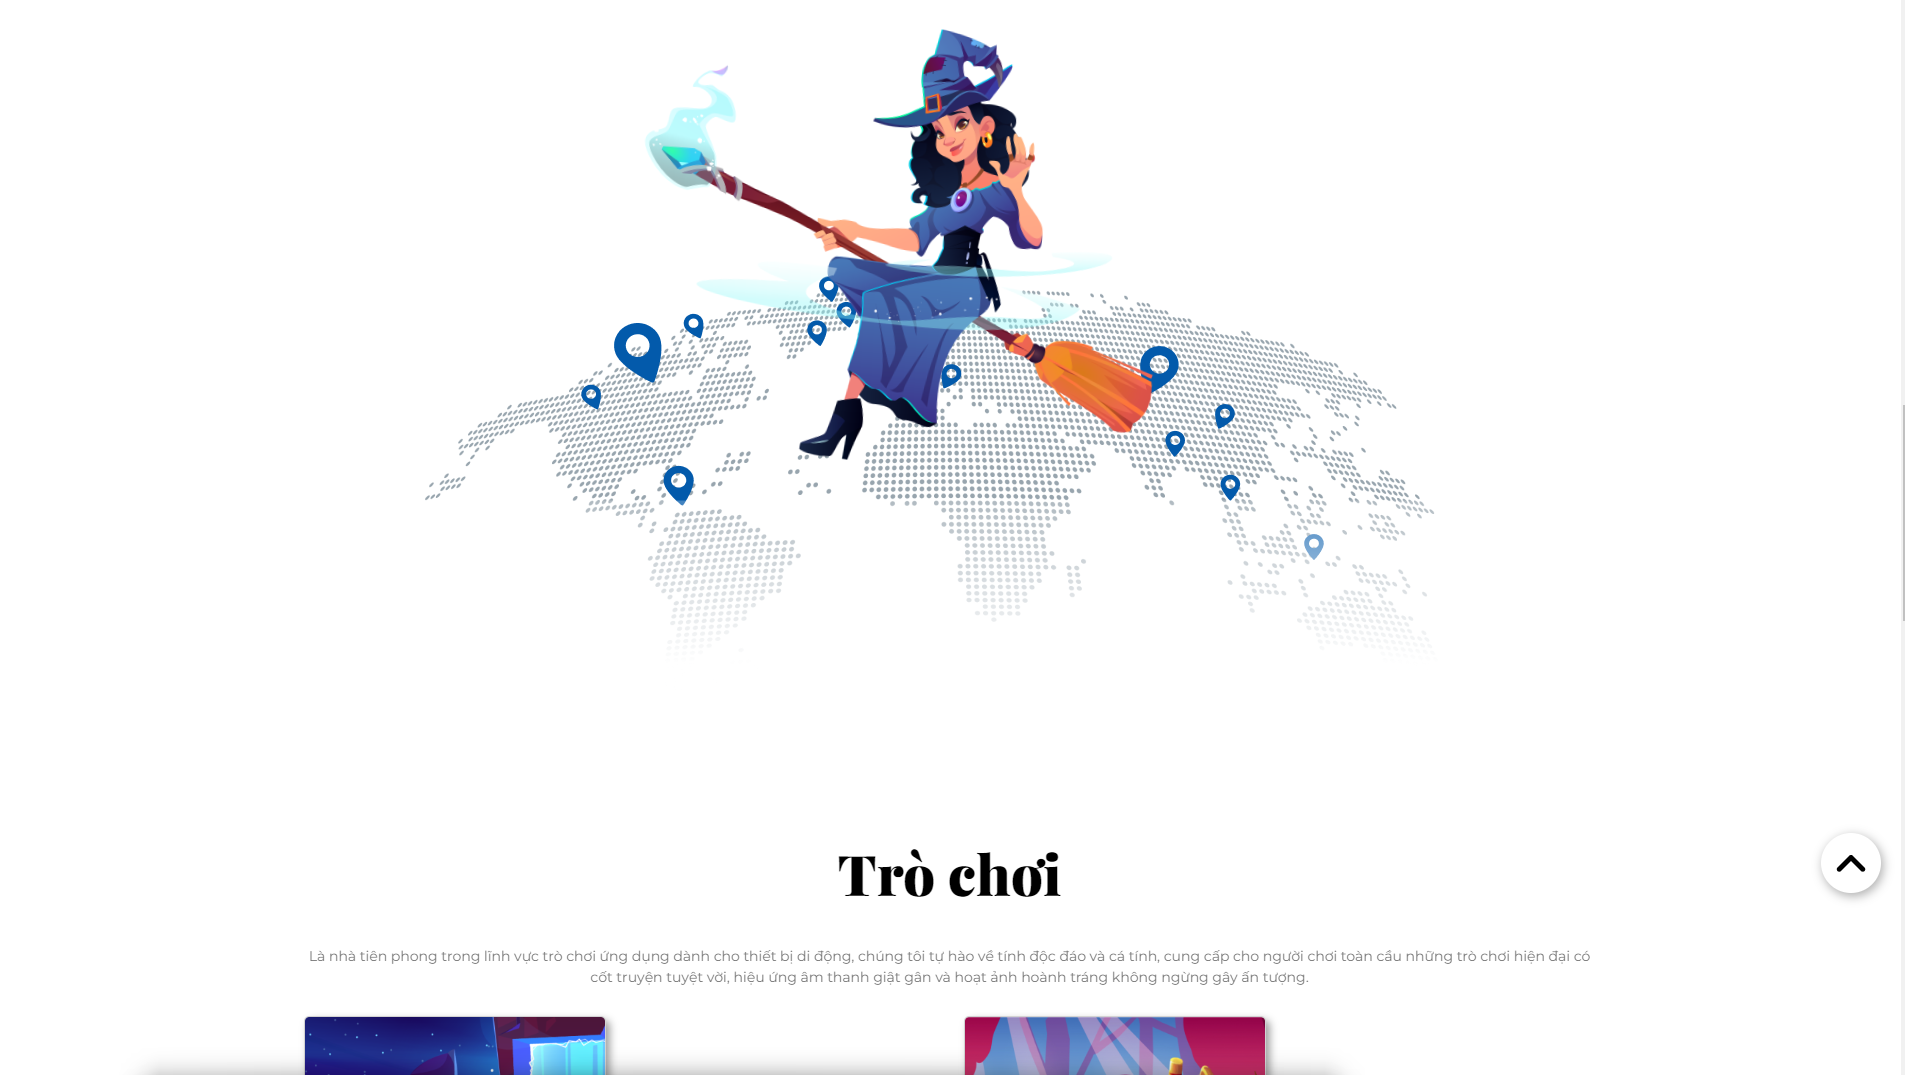 Trò chơi
Là nhà tiên phong trong lĩnh vực trò chơi ứng dụng dành cho thiết bị di động, chúng tôi tự hào về tính độc đáo và cá tính, cung cấp cho người chơi toàn cầu những trò chơi hiện đại có
cốt truyện tuyệt vời, hiệu ứng âm thanh giật gân và hoạt ảnh hoành tráng không ngừng gây ấn tượng.